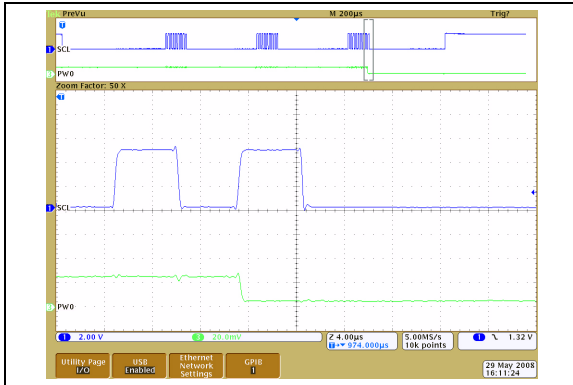 PreVu M 200µs Trig?
SCL
PW0
Zoom Factor: 50 X
SCL
PW0
1 2.00 V 2 20.0mV Z 4.00µs 5.00MS/s 1 1.32 V
974.000µs 10k points
Utility Page USB Ethernet GPIB
I/O Enabled Network 1
Settings
29 May 2008
16:11:24